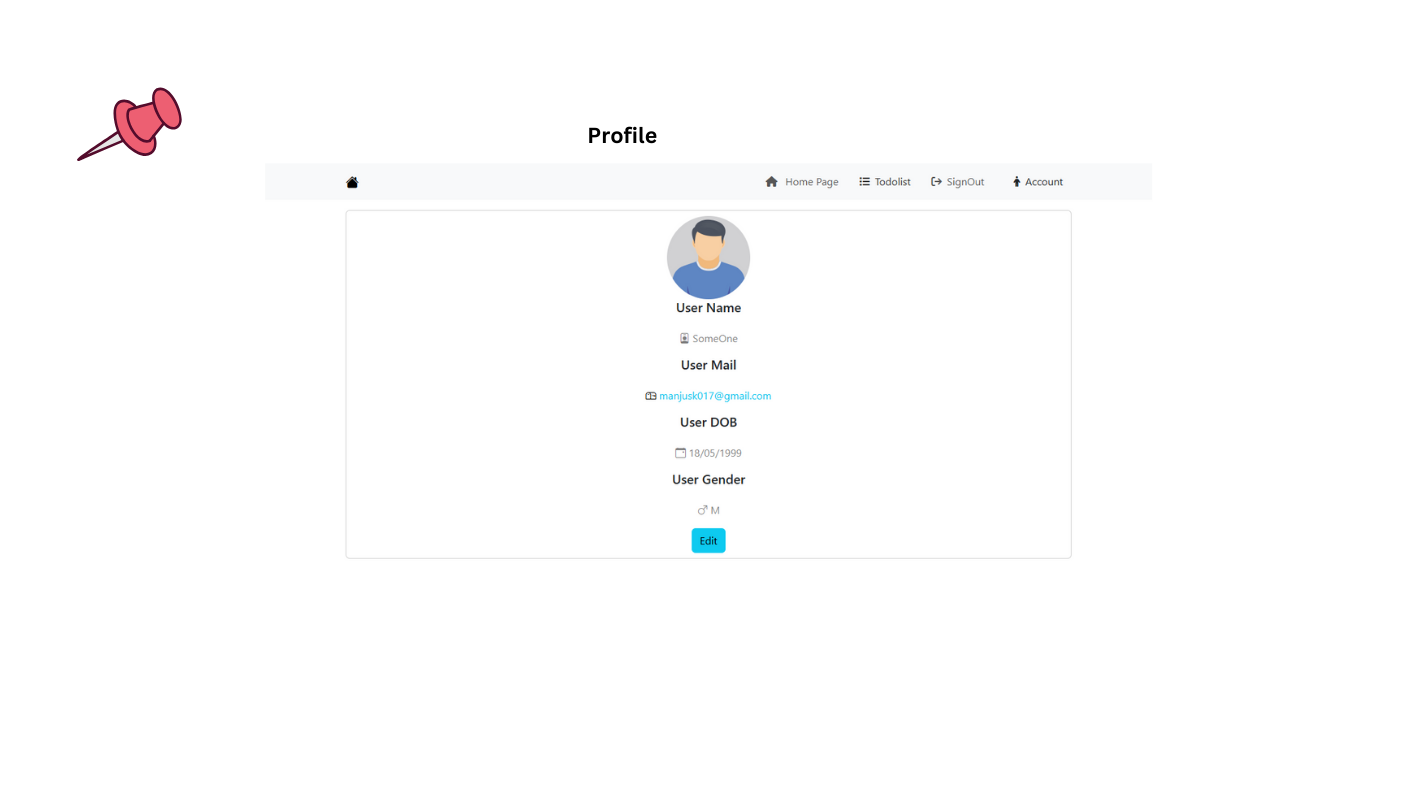 Profile
Home Page Todolist SignOut Account
User Name
SomeOne
User Mail
manjusk017@gmail.com
User DOB
18/05/1999
User Gender
M
Edit